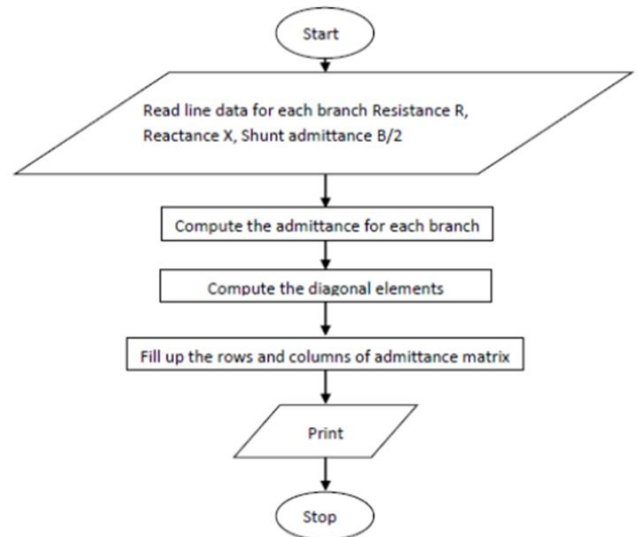 Start
Read line data for each branch Resistance R,
Reactance X, Shunt admittance B/2
Compute the admittance for each branch
Compute the diagonal elements
Fill up the rows and columns of admittance matrix
Print
Stop